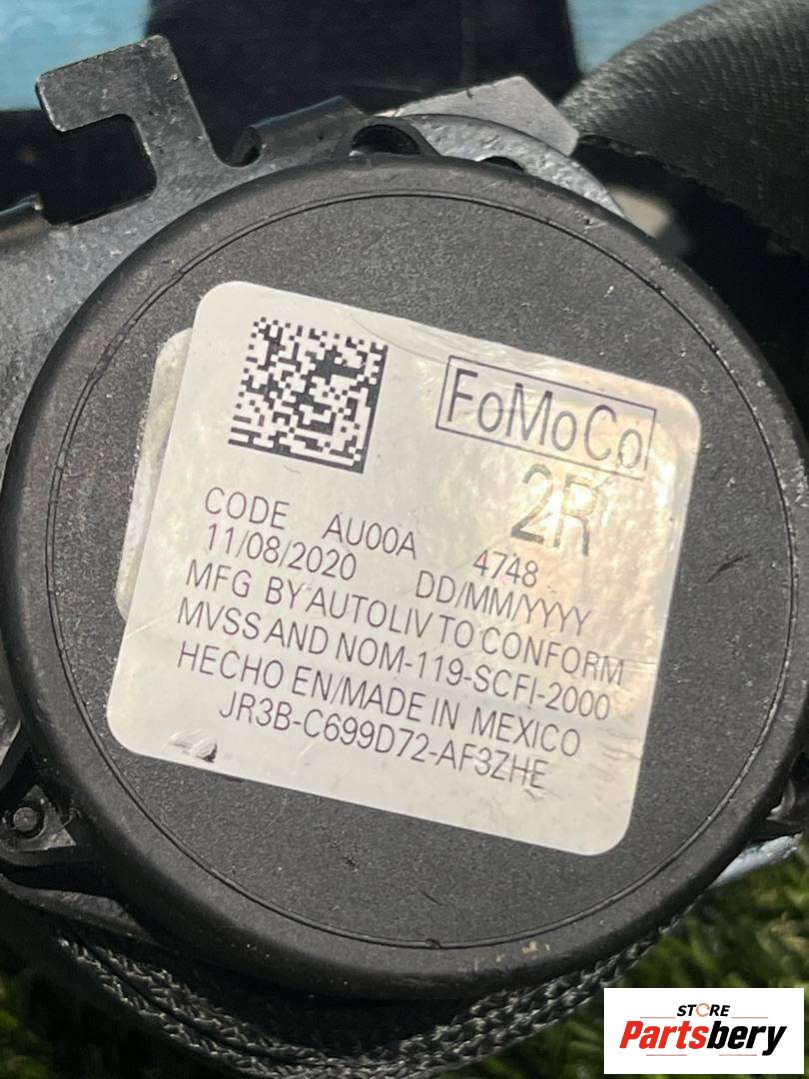 FoMoCo
2R
CODE AU00A 4748
11/08/2020 DD/MM/YYYY
MFG BY AUTOLIV TO CONFORM
MVSS AND NOM-119-SCFI-2000
HECHO EN/MADE IN MEXICO
JR3B-C699D72-AF3ZHE
STORE
Partsbery